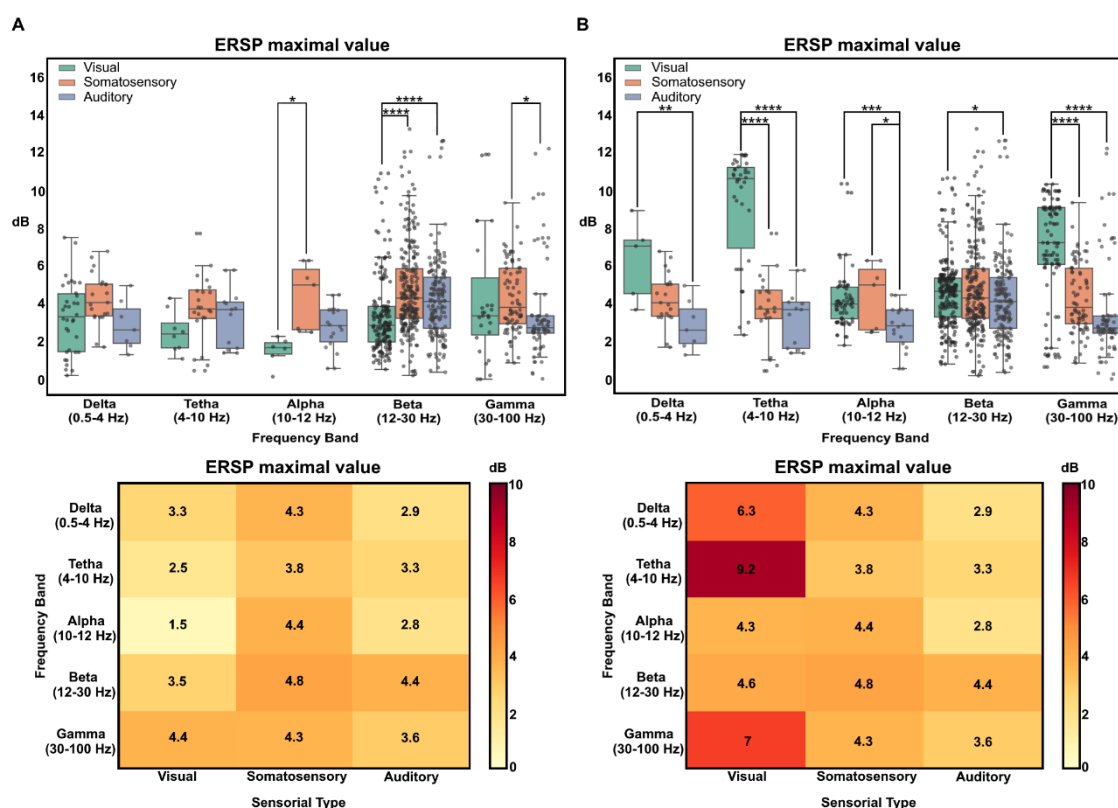 A
ERSP maximal value
Visual
Somatosensory
Auditory
16
14
12
10
dB
8
6
4
2
0
*
****
****
*
Delta
(0.5-4 Hz)
Tetha
(4-10 Hz)
Alpha
(10-12 Hz)
Beta
(12-30 Hz)
Gamma
(30-100 Hz)
Frequency Band
B
ERSP maximal value
Visual
Somatosensory
Auditory
16
14
12
10
dB
8
6
4
2
0
**
****
****
***
*
*
****
****
Delta
(0.5-4 Hz)
Tetha
(4-10 Hz)
Alpha
(10-12 Hz)
Beta
(12-30 Hz)
Gamma
(30-100 Hz)
Frequency Band
ERSP maximal value
dB
Frequency Band
Delta
(0.5-4 Hz)
3.3 4.3 2.9
Tetha
(4-10 Hz)
2.5 3.8 3.3
Alpha
(10-12 Hz)
1.5 4.4 2.8
Beta
(12-30 Hz)
3.5 4.8 4.4
Gamma
(30-100 Hz)
4.4 4.3 3.6
Visual Somatosensory Auditory
Sensorial Type
10
8
6
4
2
0
ERSP maximal value
dB
Frequency Band
Delta
(0.5-4 Hz)
6.3 4.3 2.9
Tetha
(4-10 Hz)
9.2 3.8 3.3
Alpha
(10-12 Hz)
4.3 4.4 2.8
Beta
(12-30 Hz)
4.6 4.8 4.4
Gamma
(30-100 Hz)
7 4.3 3.6
Visual Somatosensory Auditory
Sensorial Type
10
8
6
4
2
0